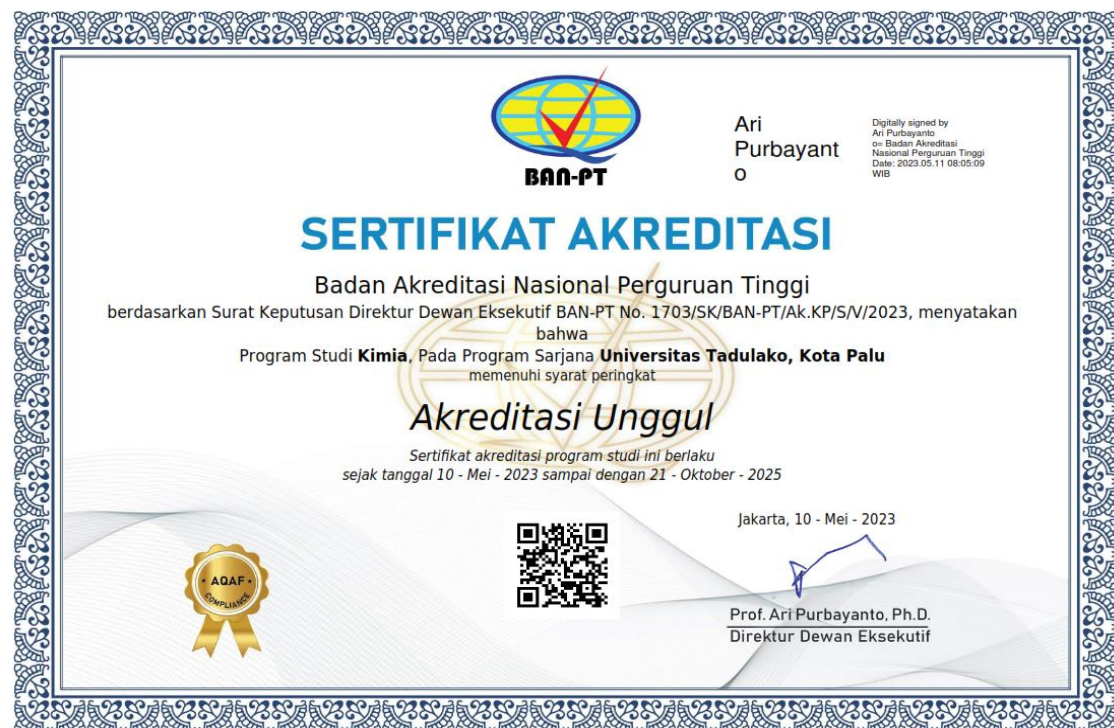 BAN-PT
Ari
Purbayant
o
Digitally signed by
Ari Purbayanto
o= Badan Akreditasi
Nasional Perguruan Tinggi
Date: 2023.05.11 08:05:09
WIB
SERTIFIKAT AKREDITASI
Badan Akreditasi Nasional Perguruan Tinggi
berdasarkan Surat Keputusan Direktur Dewan Eksekutif BAN-PT No. 1703/SK/BAN-PT/Ak.KP/S/V/2023, menyatakan
bahwa
Program Studi Kimia, Pada Program Sarjana Universitas Tadulako, Kota Palu
memenuhi syarat peringkat
Akreditasi Unggul
Sertifikat akreditasi program studi ini berlaku
sejak tanggal 10 - Mei - 2023 sampai dengan 21 - Oktober - 2025
Jakarta, 10 - Mei - 2023
AQAF
COMPLIANCE
Prof. Ari Purbayanto, Ph.D.
Direktur Dewan Eksekutif